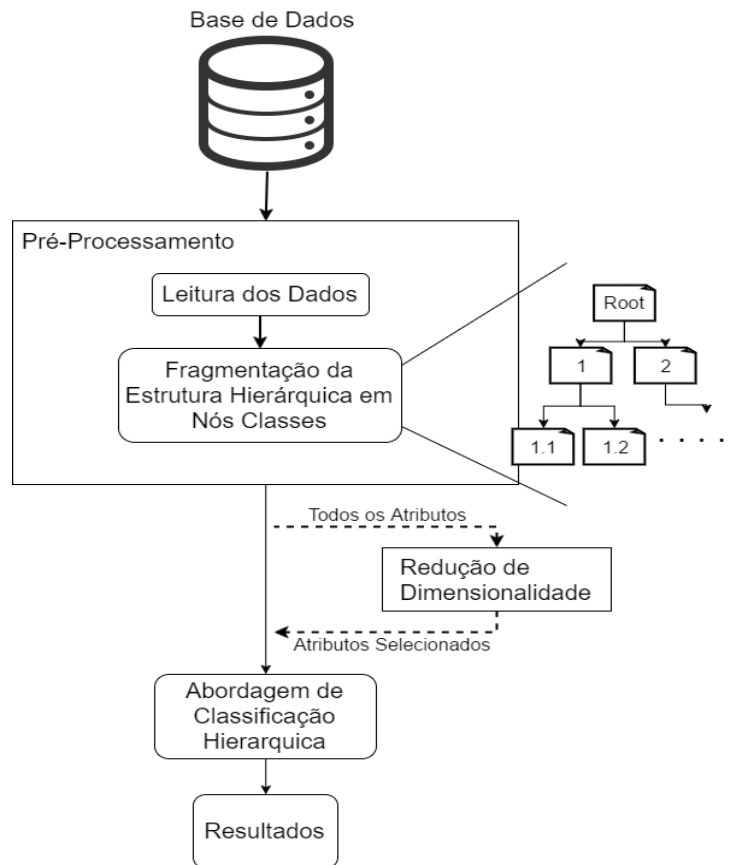 Base de Dados
Pré-Processamento
Leitura dos Dados
Fragmentação da
Estrutura Hierárquica em
Nós Classes
Root
1
2
1.1
1.2
. . . .
Todos os Atributos
Redução de
Dimensionalidade
Atributos Selecionados
Abordagem de
Classificação
Hierarquica
Resultados